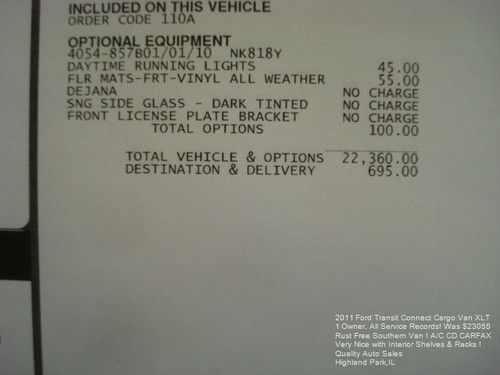 INCLUDED ON THIS VEHICLE
ORDER CODE 110A
OPTIONAL EQUIPMENT
4054-857B01/01/10 NK818Y
DAYTIME RUNNING LIGHTS 45.00
FLR MATS-FRT-VINYL ALL WEATHER 55.00
DEJANA NO CHARGE
SNG SIDE GLASS - DARK TINTED NO CHARGE
FRONT LICENSE PLATE BRACKET NO CHARGE
TOTAL OPTIONS 100.00
TOTAL VEHICLE & OPTIONS 22,360.00
DESTINATION & DELIVERY 695.00
2011 Ford Transit Connect Cargo Van XLT
1 Owner, All Service Records! Was $23055
Rust Free Southern Van ! A/C CD CARFAX
Very Nice with Interior Shelves & Racks !
Quality Auto Sales
Highland Park,IL